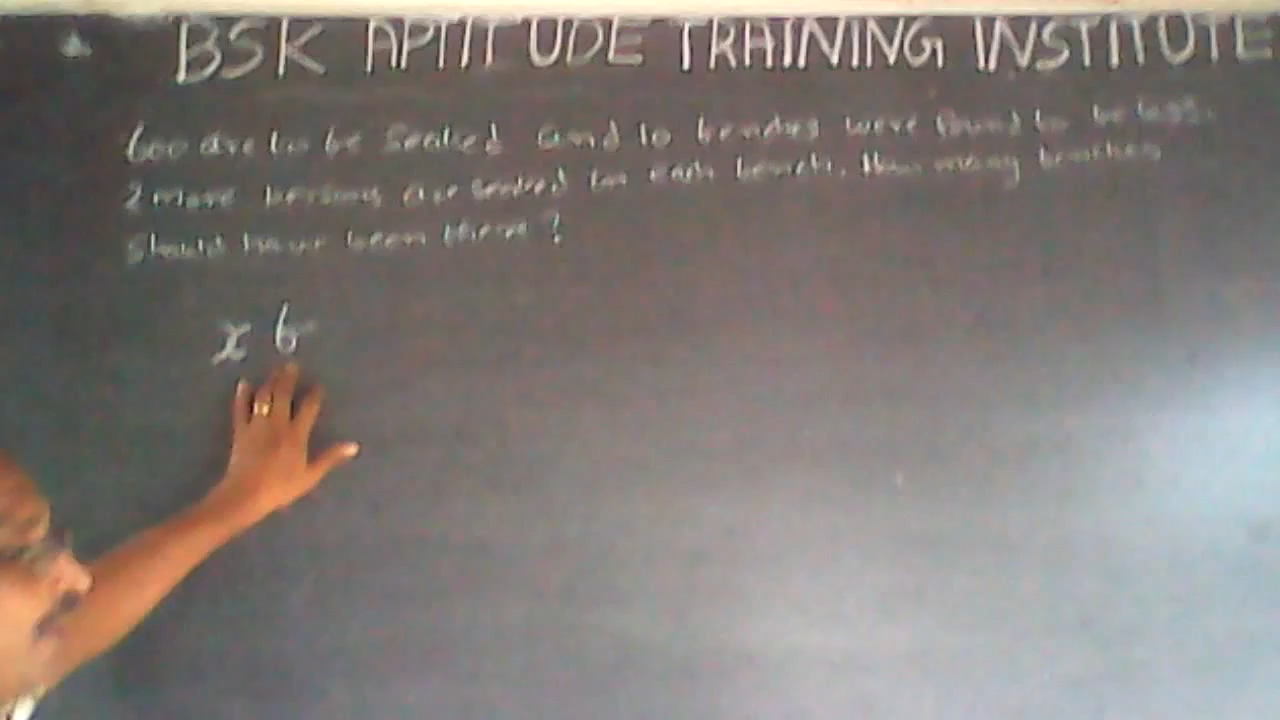 BSK APTITUDE TRAINING INSTITUTE
600 are to be seated and 10 benches were found to be less.
2 more persons are seated on each bench. How many benches
should have been there?
x b